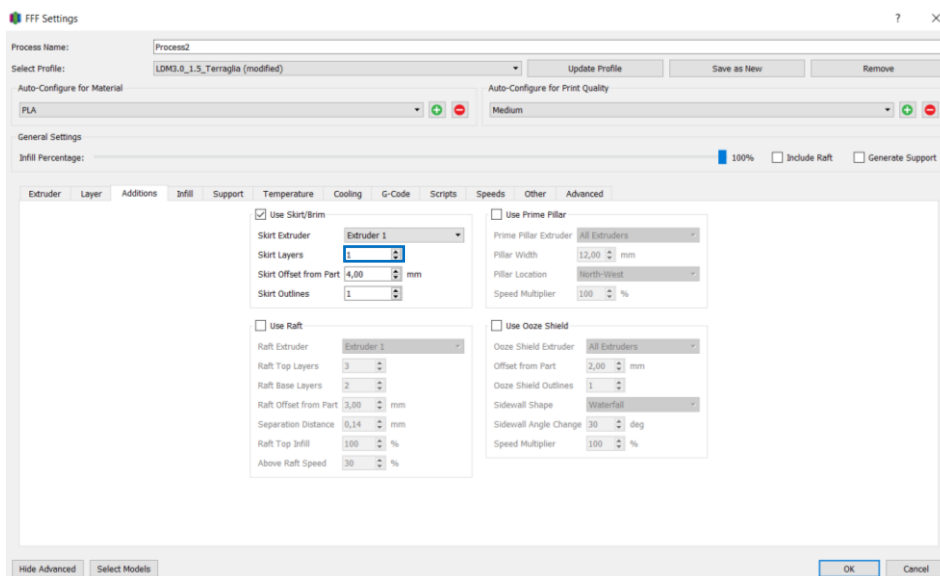 FFF Settings ? ×
Process Name: Process2
Select Profile: LDM3.0_1.5_Terraglia (modified) Update Profile Save as New Remove
Auto-Configure for Material
PLA
Auto-Configure for Print Quality
Medium
General Settings
Infill Percentage: 100% Include Raft Generate Support
Extruder Layer Additions Infill Support Temperature Cooling G-Code Scripts Speeds Other Advanced
Use Skirt/Brim
Skirt Extruder Extruder 1
Skirt Layers 1
Skirt Offset from Part 4,00 mm
Skirt Outlines 1
Use Prime Pillar
Prime Pillar Extruder All Extruders
Pillar Width 12,00 mm
Pillar Location North-West
Speed Multiplier 100 %
Use Raft
Raft Extruder Extruder 1
Raft Top Layers 3
Raft Base Layers 2
Raft Offset from Part 3,00 mm
Separation Distance 0,14 mm
Raft Top Infill 100 %
Above Raft Speed 30 %
Use Ooze Shield
Ooze Shield Extruder All Extruders
Offset from Part 2,00 mm
Ooze Shield Outlines 1
Sidewall Shape Waterfall
Sidewall Angle Change 30 deg
Speed Multiplier 100 %
Hide Advanced Select Models OK Cancel